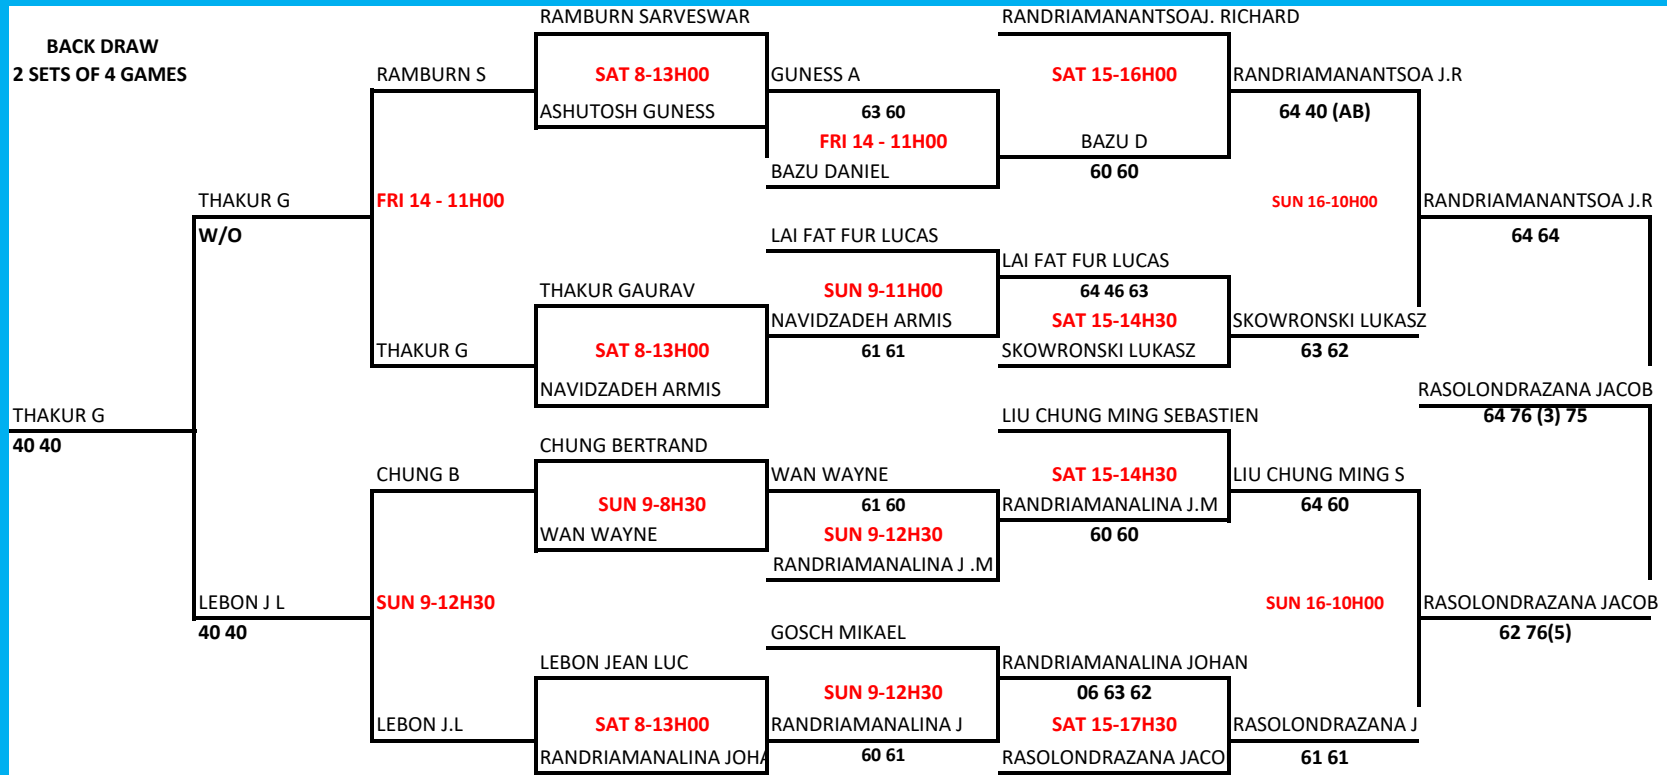 RAMBURN SARVESWAR
RANDRIAMANANTSOAJ. RICHARD
BACK DRAW
2 SETS OF 4 GAMES
RAMBURN S
SAT 8-13H00
GUNESS A
SAT 15-16H00
RANDRIAMANANTSOA J.R
ASHUTOSH GUNESS
63 60
64 40 (AB)
FRI 14 - 11H00
BAZU D
BAZU DANIEL
60 60
THAKUR G
FRI 14 - 11H00
SUN 16-10H00
RANDRIAMANANTSOA J.R
W/O
LAI FAT FUR LUCAS
64 64
LAI FAT FUR LUCAS
THAKUR GAURAV
SUN 9-11H00
64 46 63
NAVIDZADEH ARMIS
SAT 15-14H30
SKOWRONSKI LUKASZ
THAKUR G
SAT 8-13H00
61 61
SKOWRONSKI LUKASZ
63 62
NAVIDZADEH ARMIS
RASOLONDRAZANA JACOB
THAKUR G
LIU CHUNG MING SEBASTIEN
64 76 (3) 75
40 40
CHUNG BERTRAND
CHUNG B
WAN WAYNE
SAT 15-14H30
LIU CHUNG MING S
SUN 9-8H30
61 60
RANDRIAMANALINA J.M
64 60
WAN WAYNE
SUN 9-12H30
60 60
RANDRIAMANALINA J .M
LEBON J L
SUN 9-12H30
SUN 16-10H00
RASOLONDRAZANA JACOB
40 40
GOSCH MIKAEL
62 76(5)
LEBON JEAN LUC
RANDRIAMANALINA JOHAN
SUN 9-12H30
06 63 62
LEBON J.L
SAT 8-13H00
RANDRIAMANALINA J
SAT 15-17H30
RASOLONDRAZANA J
RANDRIAMANALINA JOHA
60 61
RASOLONDRAZANA JACO
61 61